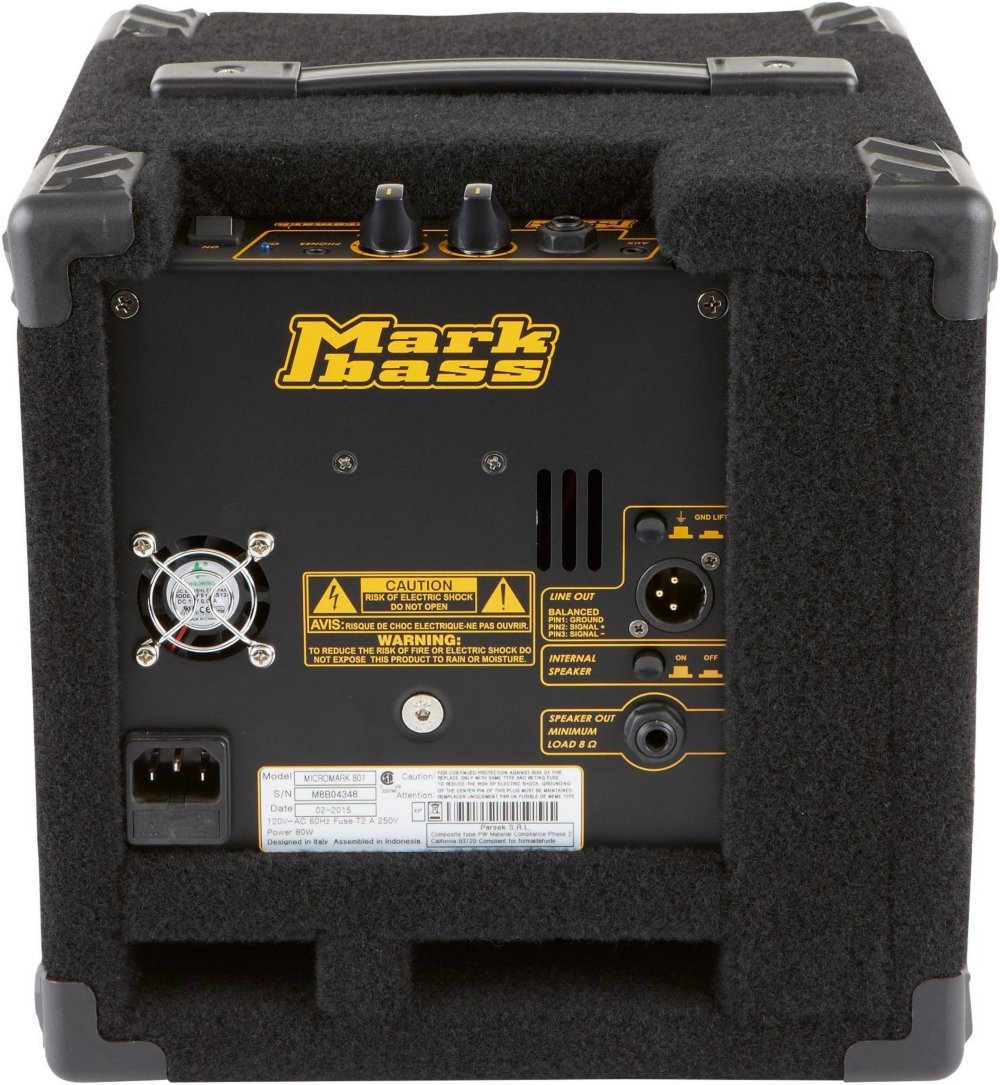 ON
ON
PHONES
AUX
Mark
bass
GND LIFT
LINE OUT
BALANCED
PIN1: GROUND
PIN2: SIGNAL +
PIN3: SIGNAL –
CAUTION
RISK OF ELECTRIC SHOCK
DO NOT OPEN
AVIS: RISQUE DE CHOC ELECTRIQUE-NE PAS OUVRIR.
WARNING:
TO REDUCE THE RISK OF FIRE OR ELECTRIC SHOCK DO
NOT EXPOSE THIS PRODUCT TO RAIN OR MOISTURE.
INTERNAL
SPEAKER
ON OFF
SPEAKER OUT
MINIMUM
LOAD 8 Ω
Model MICROMARK 801
S/N M8B04346
Date 02-2015
120V~AC 60Hz Fuse T2 A 250V
Power 80W
Designed in Italy Assembled in Indonesia
Caution FOR CONTINUED PROTECTION AGAINST RISK OF FIRE
REPLACE ONLY WITH SAME TYPE AND RATING FUSE.
TO REDUCE THE RISK OF ELECTRIC SHOCK, GROUNDING
OF THE CENTER PIN OF THIS PLUG MUST BE MAINTAINED.
Attention REMPLACER UNIQUEMENT PAR UN FUSIBLE DE MEME TYPE
Parsek S.R.L.
Composite type PW Material Compliance-Phase 2
California 93120 Compliant for formaldehyde